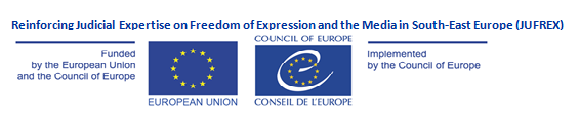 Reinforcing Judicial Expertise on Freedom of Expression and the Media in South-East Europe (JUFREX)
Funded
by the European Union
and the Council of Europe
EUROPEAN UNION
COUNCIL OF EUROPE
CONSEIL DE L'EUROPE
Implemented
by the Council of Europe